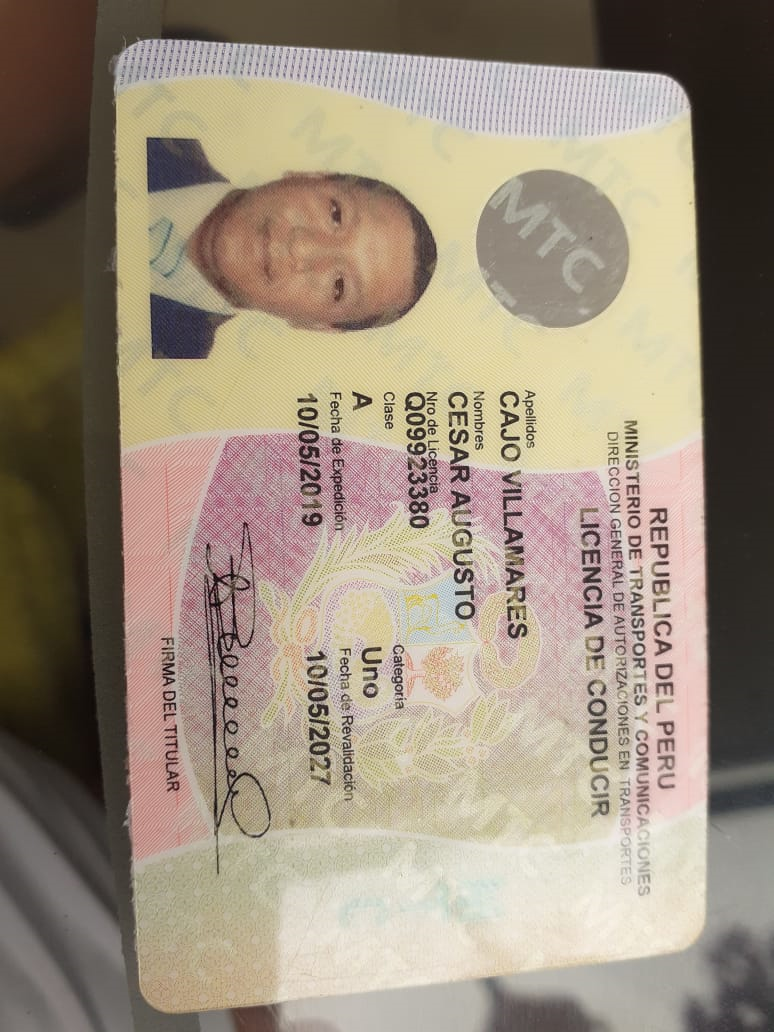 REPUBLICA DEL PERU
MINISTERIO DE TRANSPORTES Y COMUNICACIONES
DIRECCION GENERAL DE AUTORIZACIONES EN TRANSPORTES
LICENCIA DE CONDUCIR
MTC
Apellidos
CAJO VILLAMARES
Nombres
CESAR AUGUSTO
Nro de Licencia
Q09923380
Clase
A
Categoria
Uno
Fecha de Expedición
10/05/2019
Fecha de Revalidación
10/05/2027
FIRMA DEL TITULAR